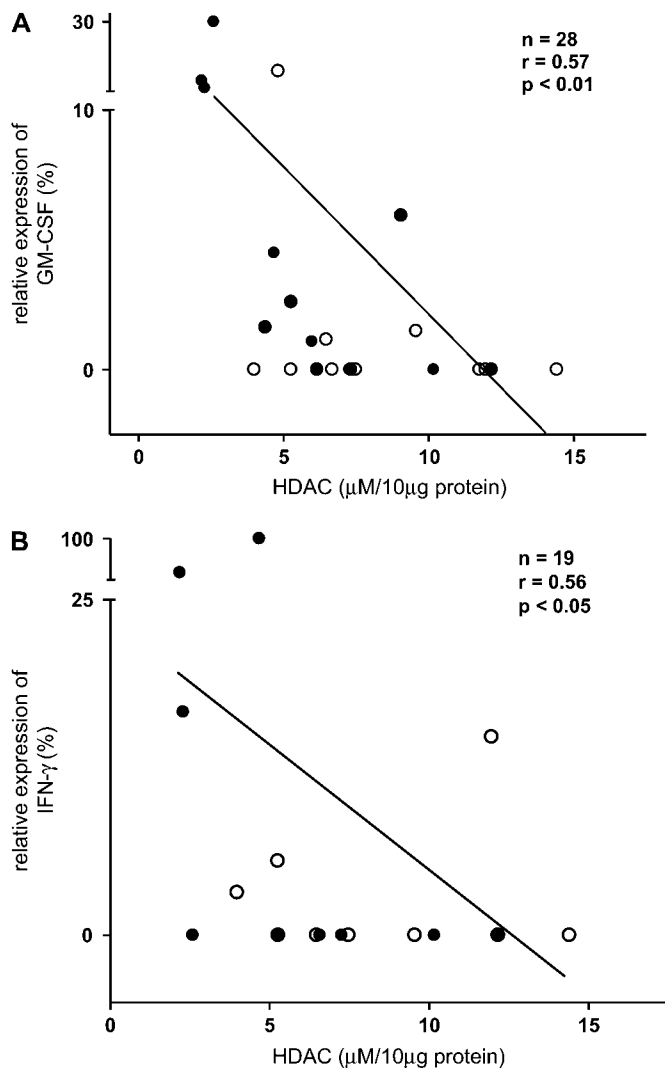 A
30
10
0
relative expression of
GM-CSF (%)
n = 28
r = 0.57
p < 0.01
0 5 10 15
HDAC (μM/10μg protein)
B
100
25
0
relative expression of
IFN-γ (%)
n = 19
r = 0.56
p < 0.05
0 5 10 15
HDAC (μM/10μg protein)